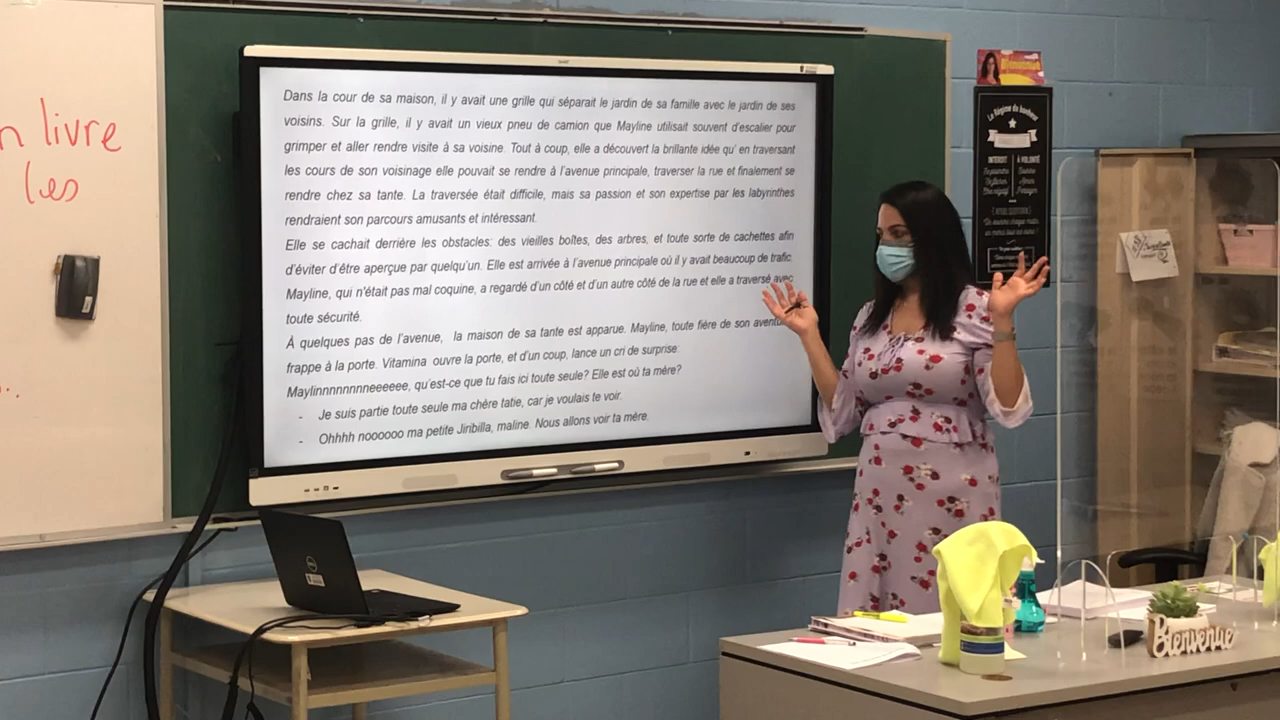 n livre
les
Dans la cour de sa maison, il y avait une grille qui séparait le jardin de sa famille avec le jardin de ses
voisins. Sur la grille, il y avait un vieux pneu de camion que Mayline utilisait souvent d'escalier pour
grimper et aller rendre visite à sa voisine. Tout à coup, elle a découvert la brillante idée qu' en traversant
les cours de son voisinage elle pouvait se rendre à l'avenue principale, traverser la rue et finalement se
rendre chez sa tante. La traversée était difficile, mais sa passion et son expertise par les labyrinthes
rendraient son parcours amusants et intéressant.
Elle se cachait derrière les obstacles: des vieilles boîtes, des arbres, et toute sorte de cachettes afin
d'éviter d'être aperçue par quelqu'un. Elle est arrivée à l'avenue principale où il y avait beaucoup de trafic.
Mayline, qui n'était pas mal coquine, a regardé d'un côté et d'un autre côté de la rue et elle a traversé avec
toute sécurité.
À quelques pas de l'avenue, la maison de sa tante est apparue. Mayline, toute fière de son aventu
frappe à la porte. Vitamina ouvre la porte, et d'un coup, lance un cri de surprise:
Maylinnnnnnnneeeeee, qu'est-ce que tu fais ici toute seule? Elle est où ta mère?
- Je suis partie toute seule ma chère tatie, car je voulais te voir.
- Ohhhh noooooo ma petite Jiribilla, maline. Nous allons voir ta mère.
Bienvenue
Le Régime du bonheur
INTERDIT À VOLONTÉ
DELL
Bienvenue